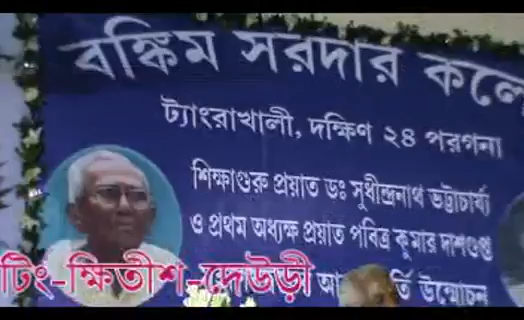 বঙ্কিম সরদার কলে
ট্যাংরাখালী, দক্ষিণ ২৪ পরগনা
শিক্ষাগুরু প্রয়াত ডঃ সুধীন্দ্রনাথ ভট্টাচার্য্য
ও প্রথম অধ্যক্ষ প্রয়াত পবিত্র কুমার দাশগুপ্ত
উন্মোচন
টিং-ক্ষিতীশ-দেউড়ী